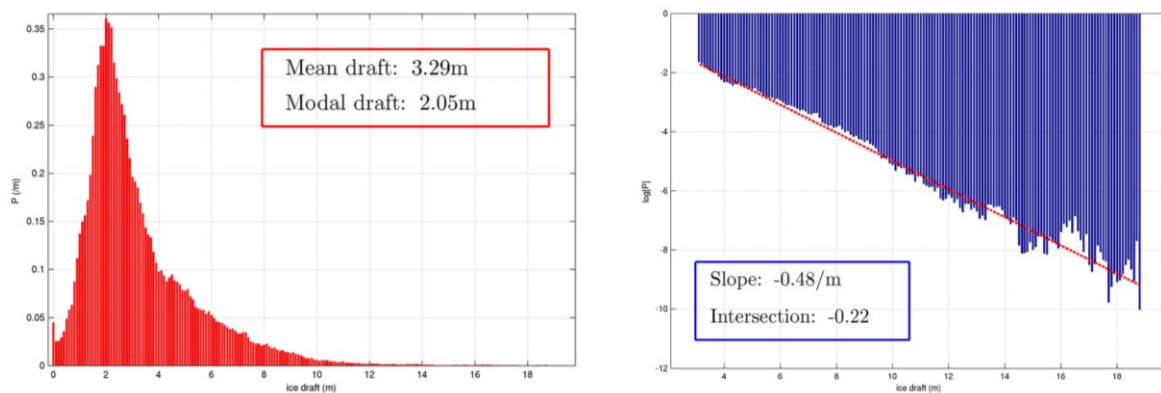 0.35
0.3
0.25
0.2
0.15
0.1
0.05
0
P (/m)
Mean draft: 3.29m
Modal draft: 2.05m
0 2 4 6 8 10 12 14 16 18
ice draft (m)
0
-2
-4
-6
-8
-10
-12
log[P]
Slope: -0.48/m
Intersection: -0.22
4 6 8 10 12 14 16 18
ice draft (m)